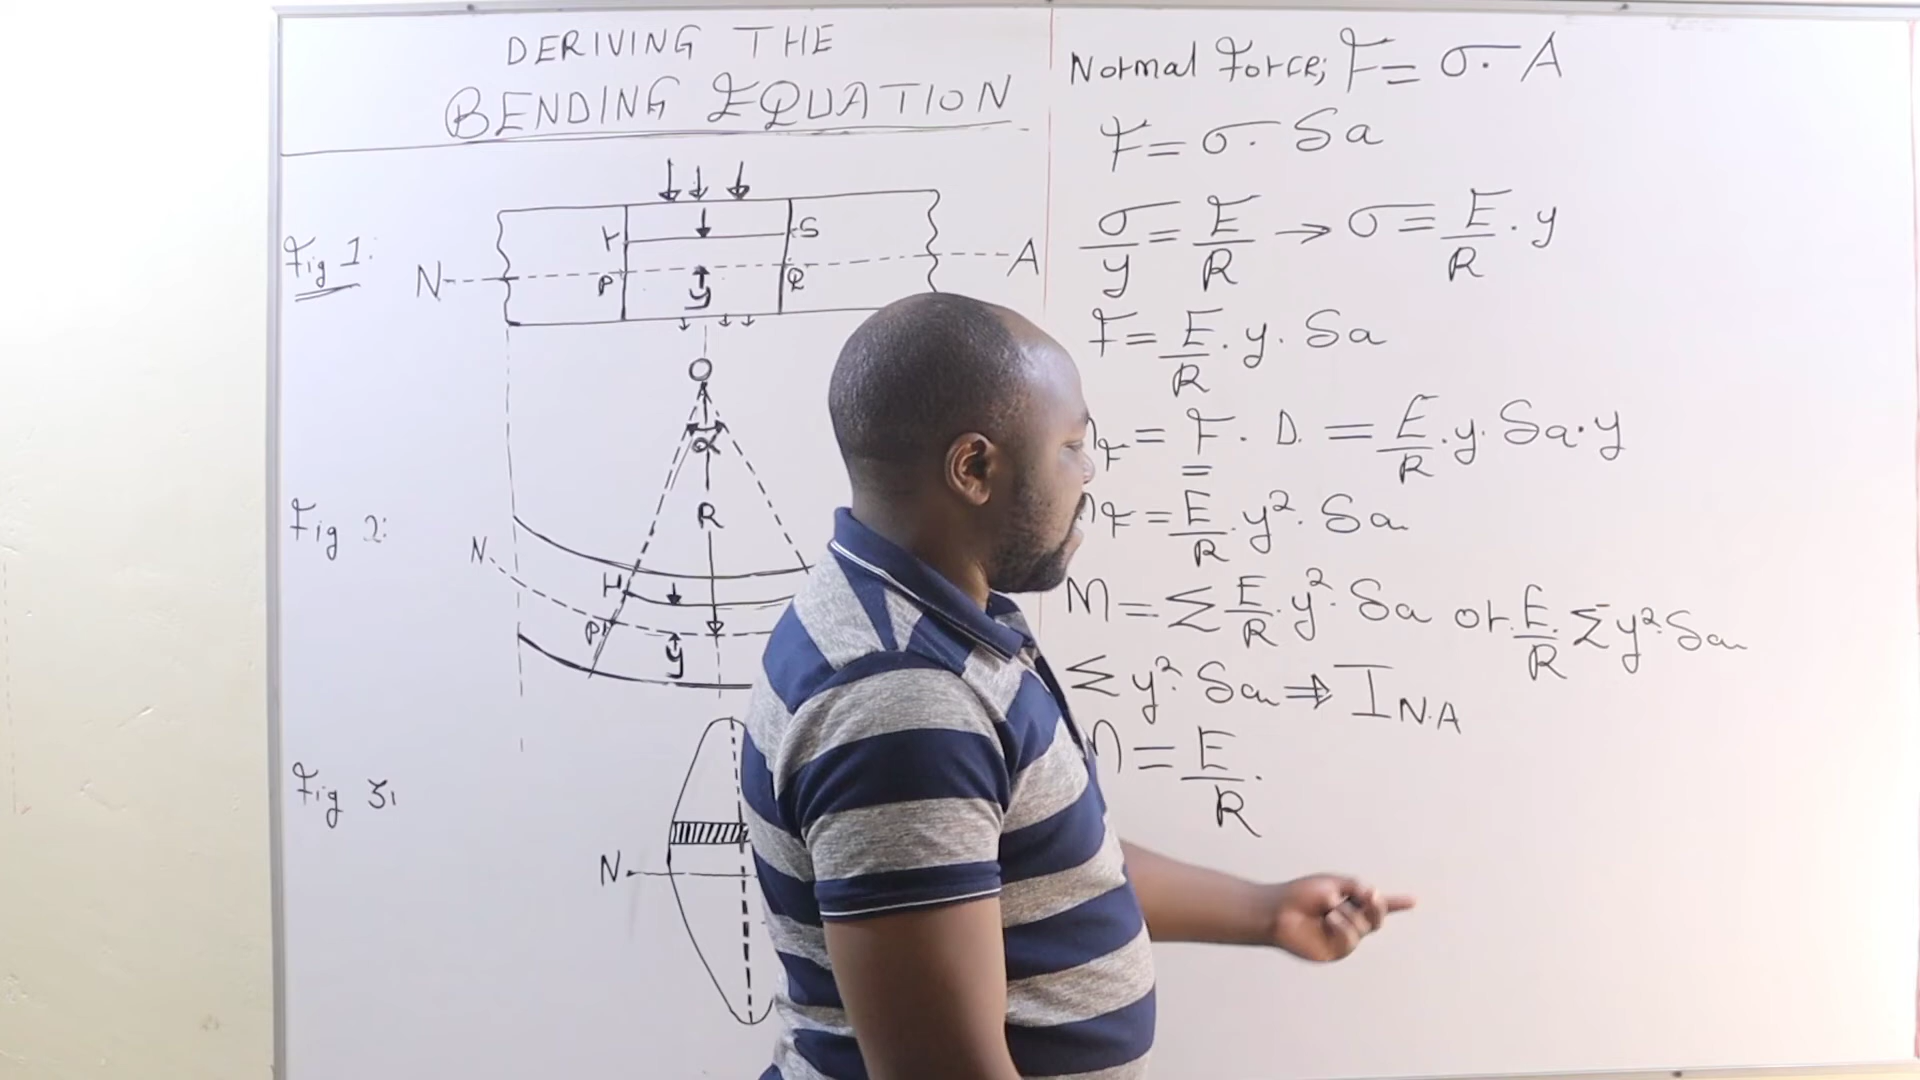 DERIVING THE
BENDING EQUATION
Fig 1:
r S
N A
P Q
y
O
α
R
Fig 2:
N
H
P'
y
Fig 3:
N
Normal Force; F = σ. A
F = σ. δa
σ/y = E/R → σ = E/R . y
F = E/R . y. δa
F = F. D. = E/R . y. δa. y
F = E/R . y². δa
M = Σ E/R . y². δa or E/R . Σ y². δa
Σ y². δa ⇒ I N.A
M = E/R .